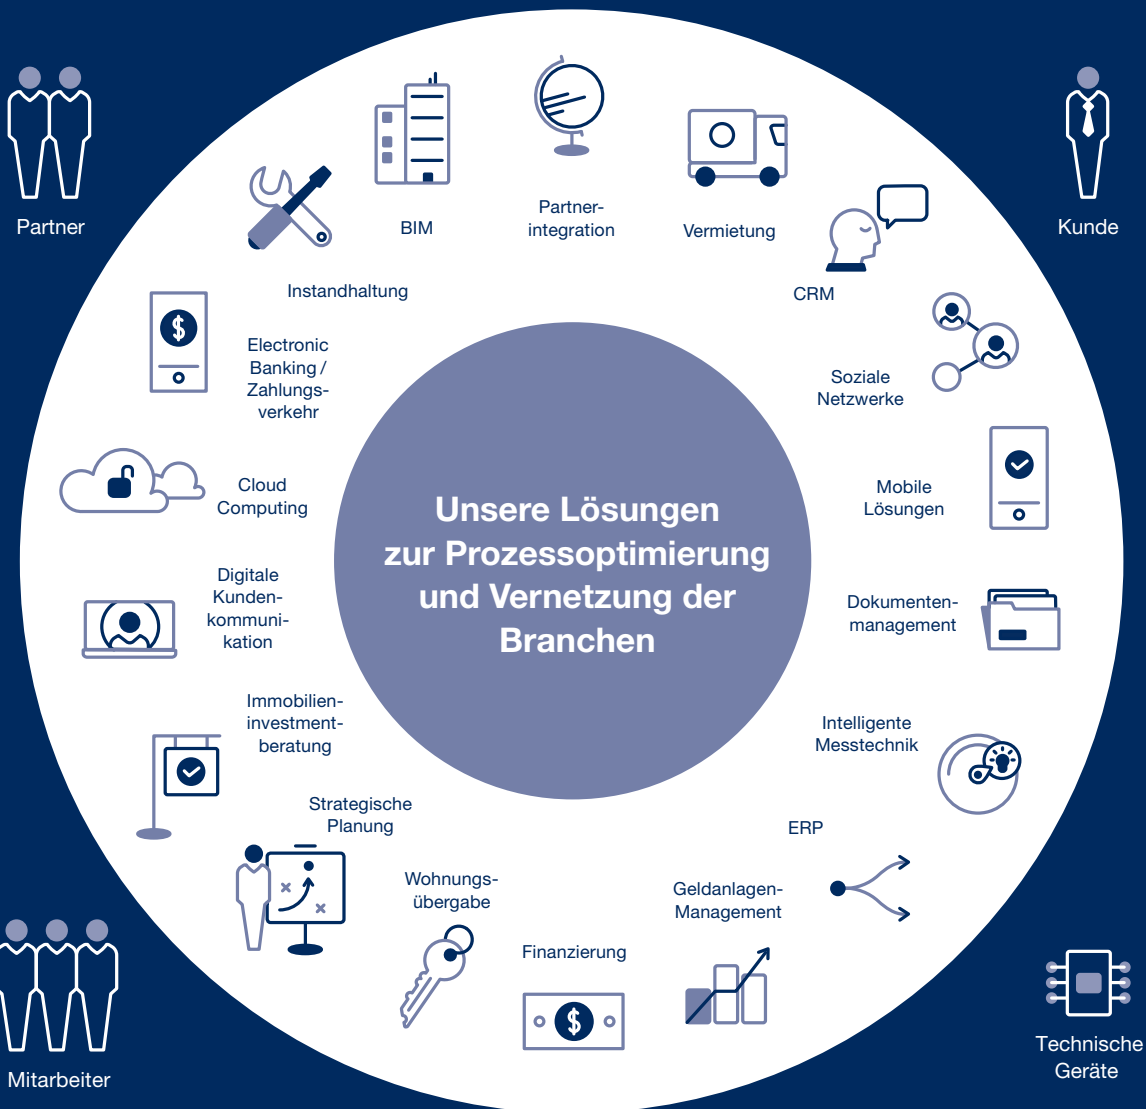 Partner
Kunde
BIM
Partner-
integration
Vermietung
Instandhaltung
CRM
Electronic
Banking /
Zahlungs-
verkehr
Soziale
Netzwerke
Cloud
Computing
Mobile
Lösungen
Unsere Lösungen
zur Prozessoptimierung
und Vernetzung der
Branchen
Digitale
Kunden-
kommuni-
kation
Dokumenten-
management
Immobilien-
investment-
beratung
Intelligente
Messtechnik
Strategische
Planung
ERP
Wohnungs-
übergabe
Geldanlagen-
Management
Finanzierung
Mitarbeiter
Technische
Geräte